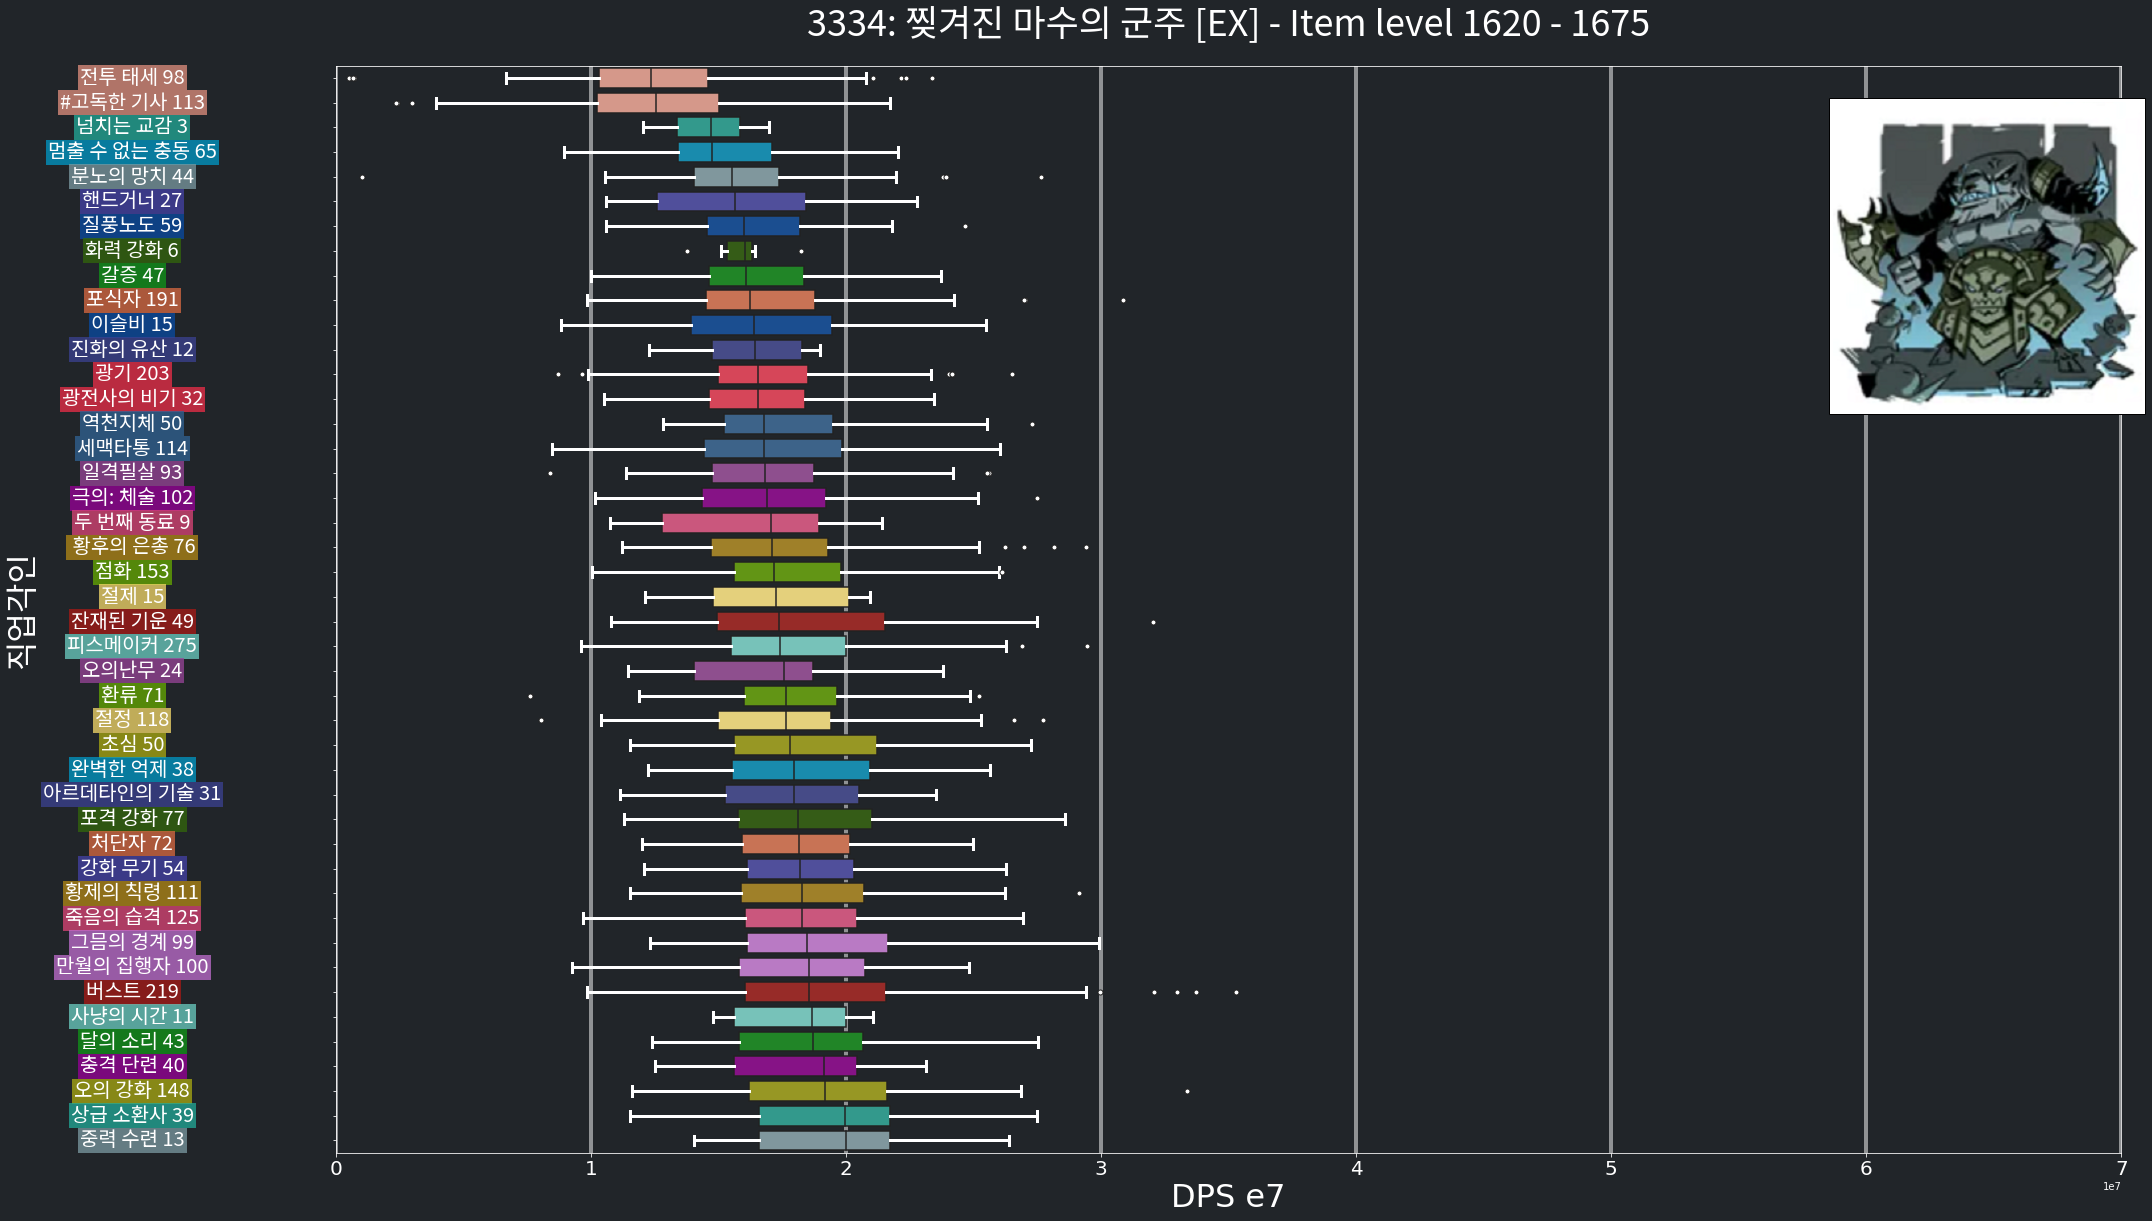 3334: 찢겨진 마수의 군주 [EX] - Item level 1620 - 1675
전투 태세 98
#고독한 기사 113
넘치는 교감 3
멈출 수 없는 충동 65
분노의 망치 44
핸드거너 27
질풍노도 59
화력 강화 6
갈증 47
포식자 191
이슬비 15
진화의 유산 12
광기 203
광전사의 비기 32
역천지체 50
세맥타통 114
일격필살 93
극의: 체술 102
두 번째 동료 9
황후의 은총 76
점화 153
절제 15
잔재된 기운 49
피스메이커 275
오의난무 24
환류 71
절정 118
초심 50
완벽한 억제 38
아르데타인의 기술 31
포격 강화 77
처단자 72
강화 무기 54
황제의 칙령 111
죽음의 습격 125
그믐의 경계 99
만월의 집행자 100
버스트 219
사냥의 시간 11
달의 소리 43
충격 단련 40
오의 강화 148
상급 소환사 39
중력 수련 13
직업각인
0 1 2 3 4 5 6 7
1e7
DPS e7